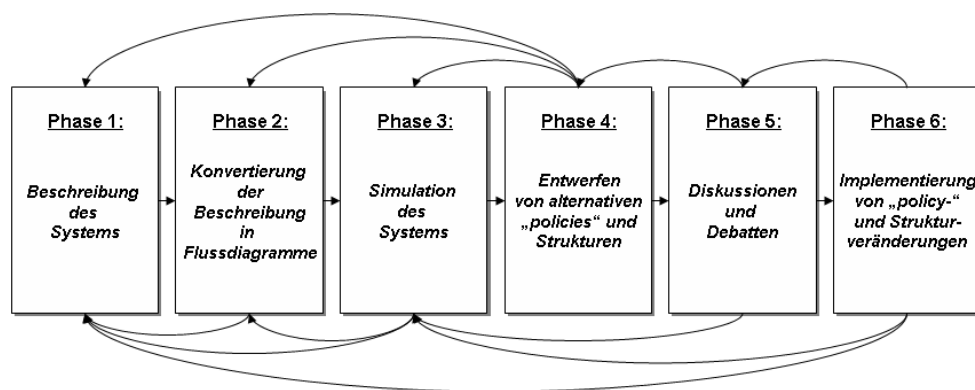 Phase 1:
Beschreibung
des
Systems
Phase 2:
Konvertierung
der
Beschreibung
in
Flussdiagramme
Phase 3:
Simulation
des
Systems
Phase 4:
Entwerfen
von alternativen
„policies“ und
Strukturen
Phase 5:
Diskussionen
und
Debatten
Phase 6:
Implementierung
von „policy-“
und Struktur-
veränderungen